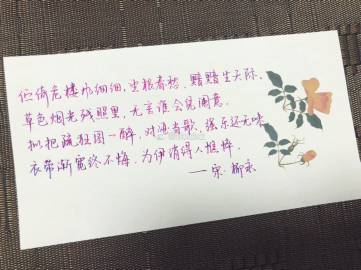 伫倚危楼风细细，望极春愁，黯黯生天际。
草色烟光残照里，无言谁会凭阑意。
拟把疏狂图一醉，对酒当歌，强乐还无味
衣带渐宽终不悔，为伊消得人憔悴。
——宋·柳永